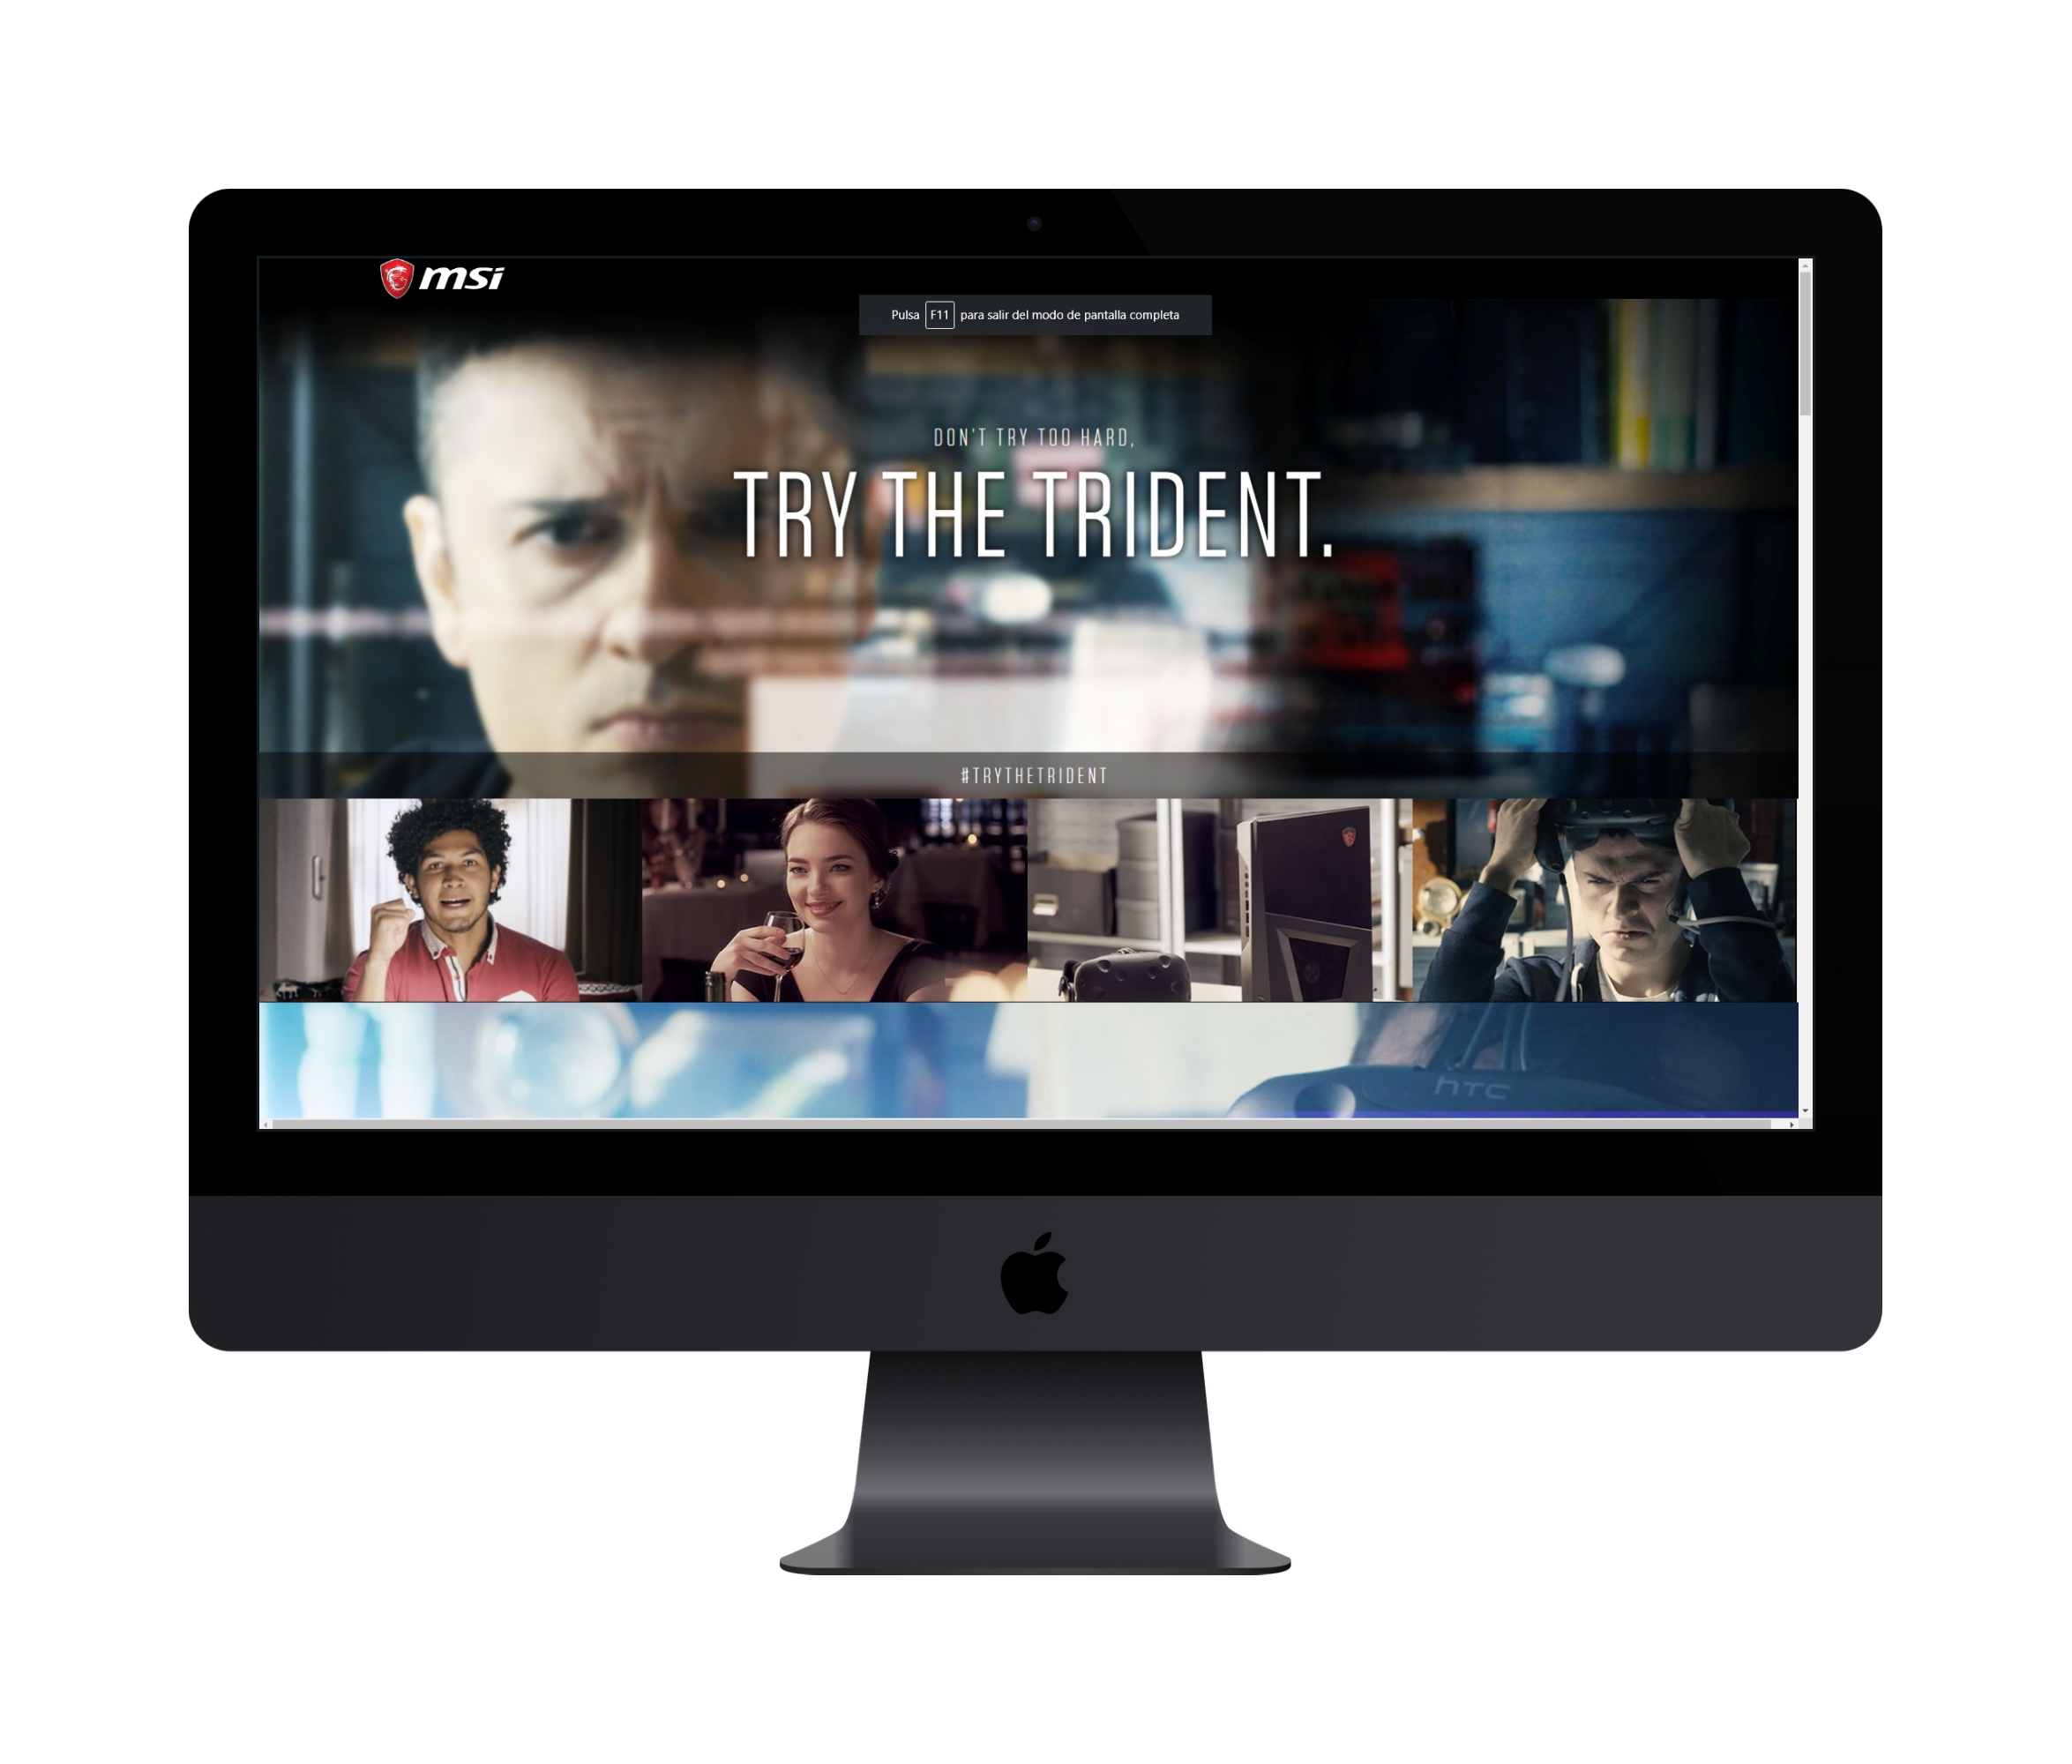 msi
Pulsa F11 para salir del modo de pantalla completa
DON'T TRY TOO HARD,
TRY THE TRIDENT.
#TRYTHETRIDENT
hTC